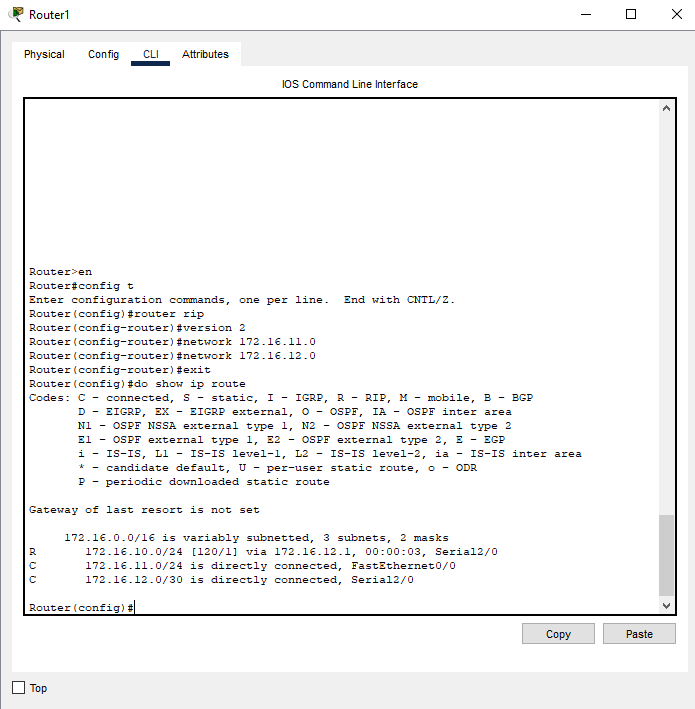 Router1
Physical Config CLI Attributes
IOS Command Line Interface
Router>en
Router#config t
Enter configuration commands, one per line.  End with CNTL/Z.
Router(config)#router rip
Router(config-router)#version 2
Router(config-router)#network 172.16.11.0
Router(config-router)#network 172.16.12.0
Router(config-router)#exit
Router(config)#do show ip route
Codes: C - connected, S - static, I - IGRP, R - RIP, M - mobile, B - BGP
       D - EIGRP, EX - EIGRP external, O - OSPF, IA - OSPF inter area
       N1 - OSPF NSSA external type 1, N2 - OSPF NSSA external type 2
       E1 - OSPF external type 1, E2 - OSPF external type 2, E - EGP
       i - IS-IS, L1 - IS-IS level-1, L2 - IS-IS level-2, ia - IS-IS inter area
       * - candidate default, U - per-user static route, o - ODR
       P - periodic downloaded static route
Gateway of last resort is not set
     172.16.0.0/16 is variably subnetted, 3 subnets, 2 masks
R       172.16.10.0/24 [120/1] via 172.16.12.1, 00:00:03, Serial2/0
C       172.16.11.0/24 is directly connected, FastEthernet0/0
C       172.16.12.0/30 is directly connected, Serial2/0
Router(config)#
Copy Paste
Top